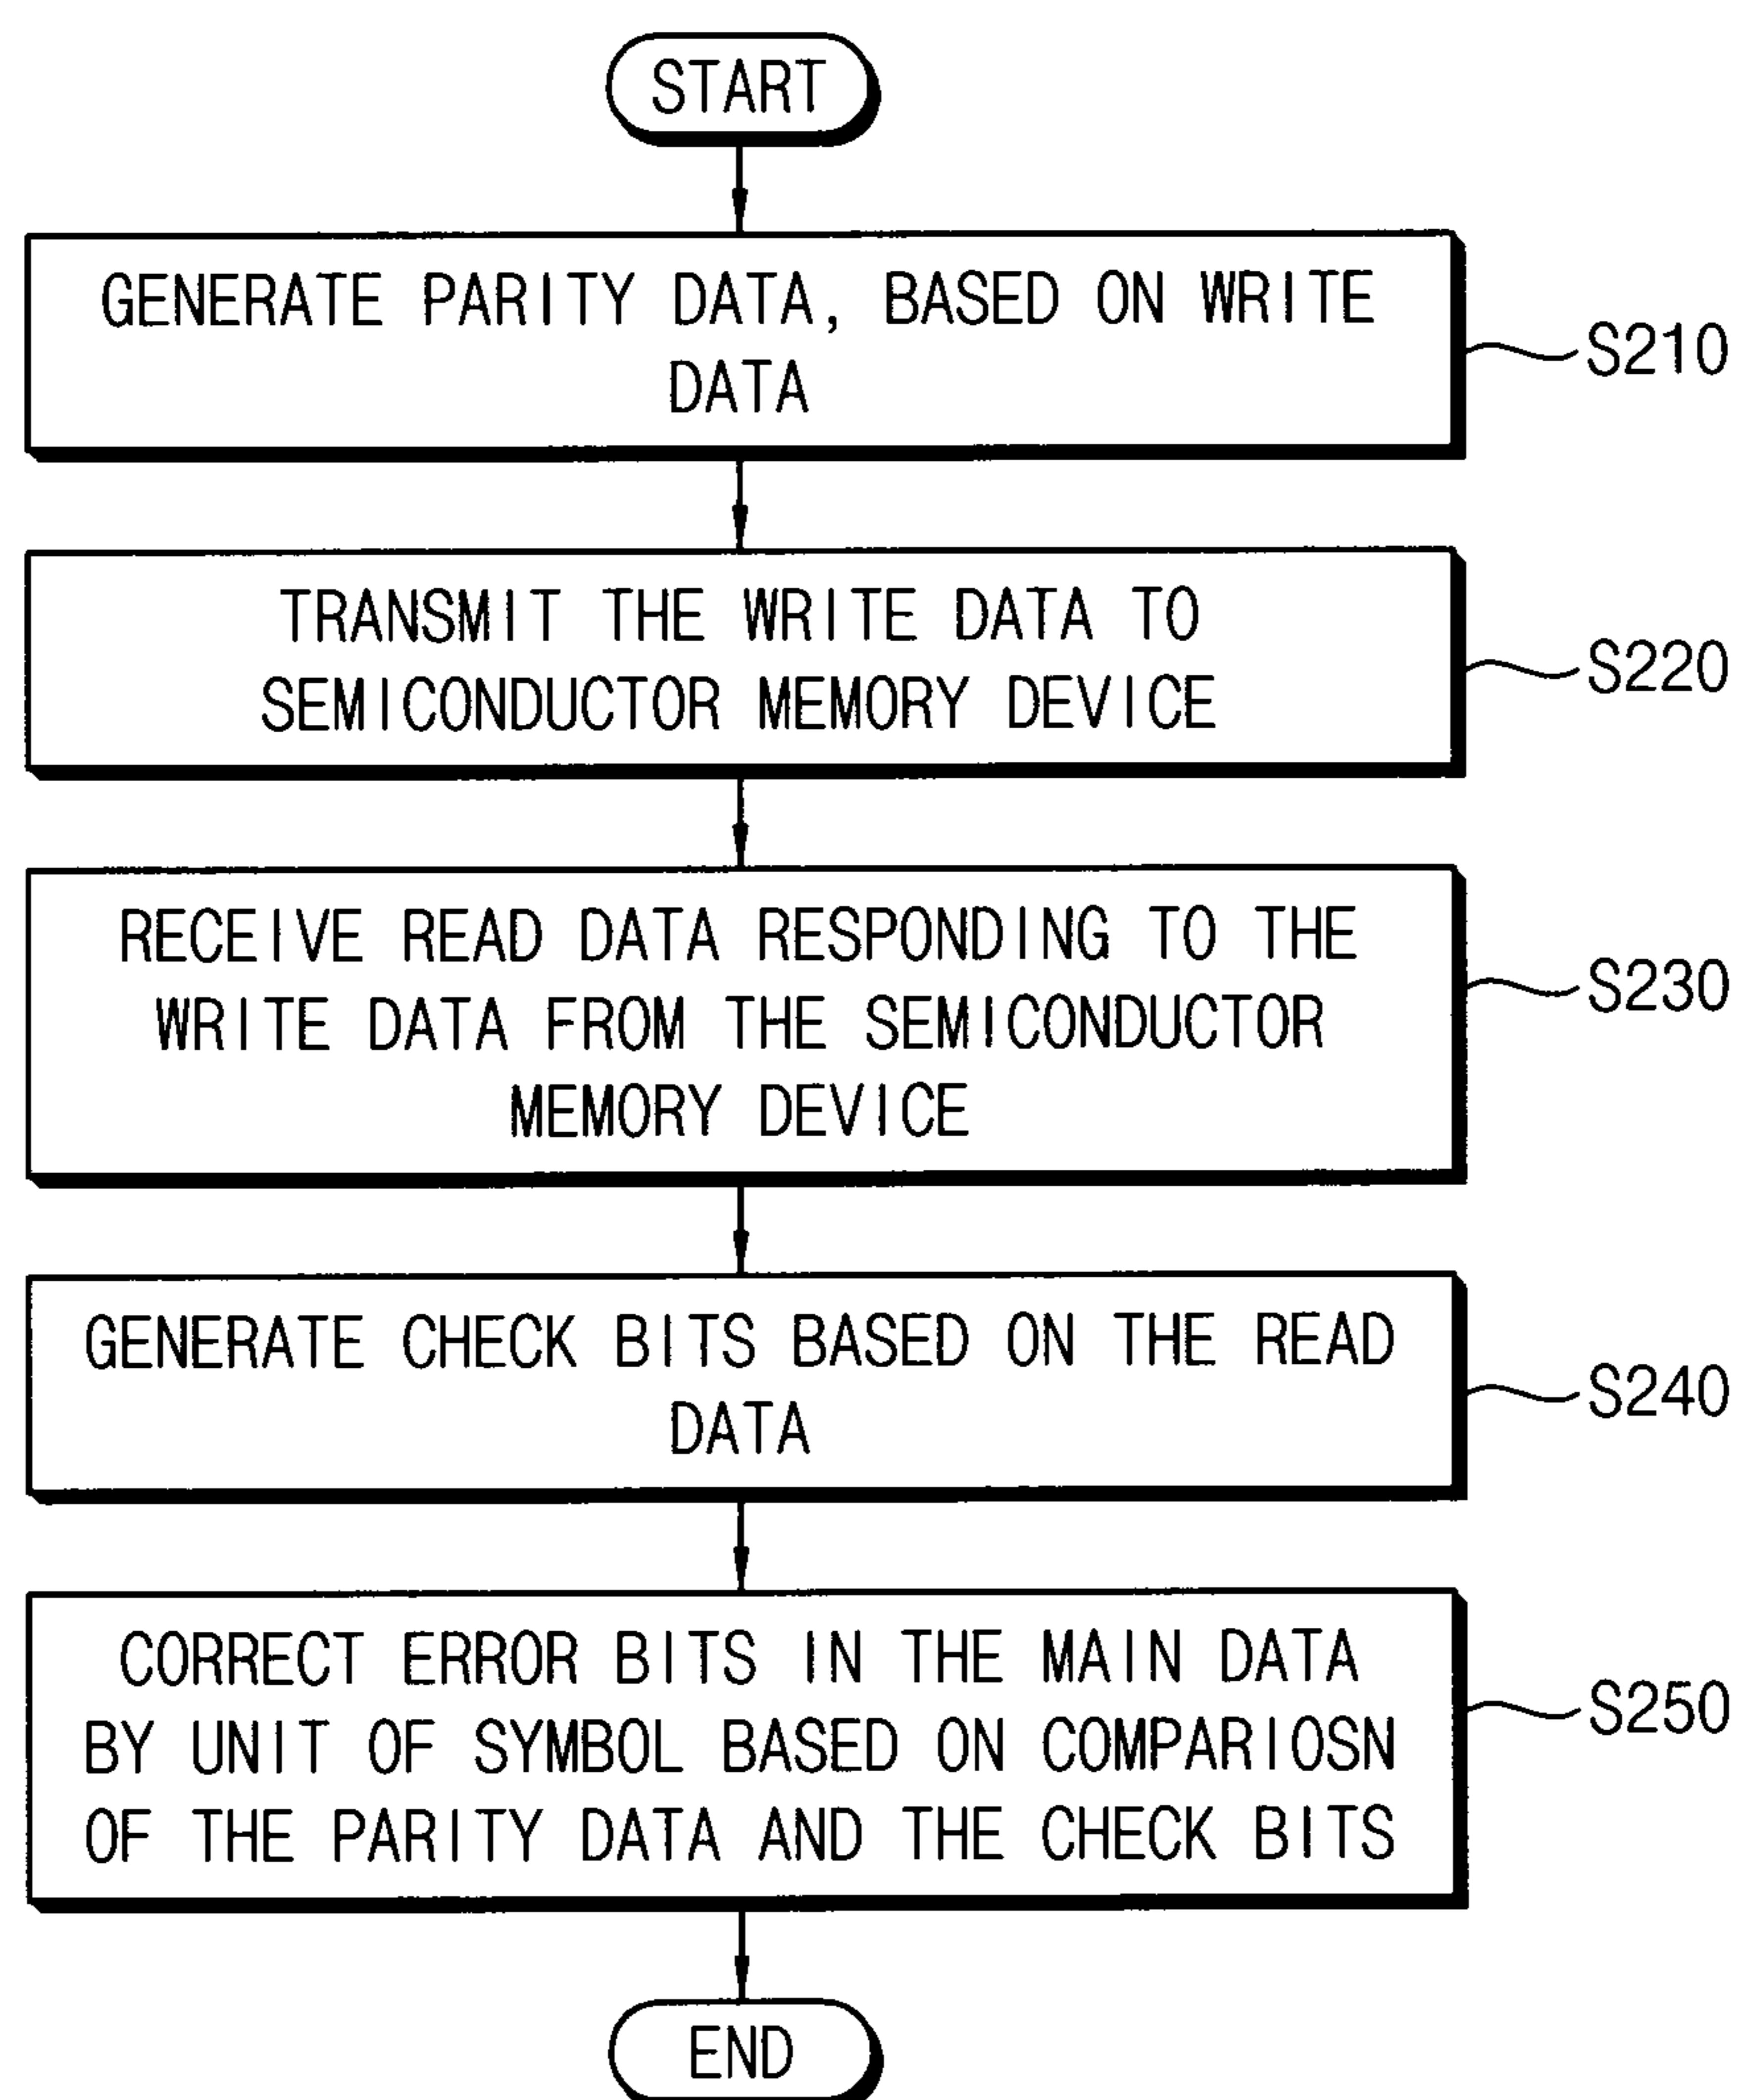 START
GENERATE PARITY DATA, BASED ON WRITE
DATA
S210
TRANSMIT THE WRITE DATA TO
SEMICONDUCTOR MEMORY DEVICE
S220
RECEIVE READ DATA RESPONDING TO THE
WRITE DATA FROM THE SEMICONDUCTOR
MEMORY DEVICE
S230
GENERATE CHECK BITS BASED ON THE READ
DATA
S240
CORRECT ERROR BITS IN THE MAIN DATA
BY UNIT OF SYMBOL BASED ON COMPARIOSN
OF THE PARITY DATA AND THE CHECK BITS
S250
END